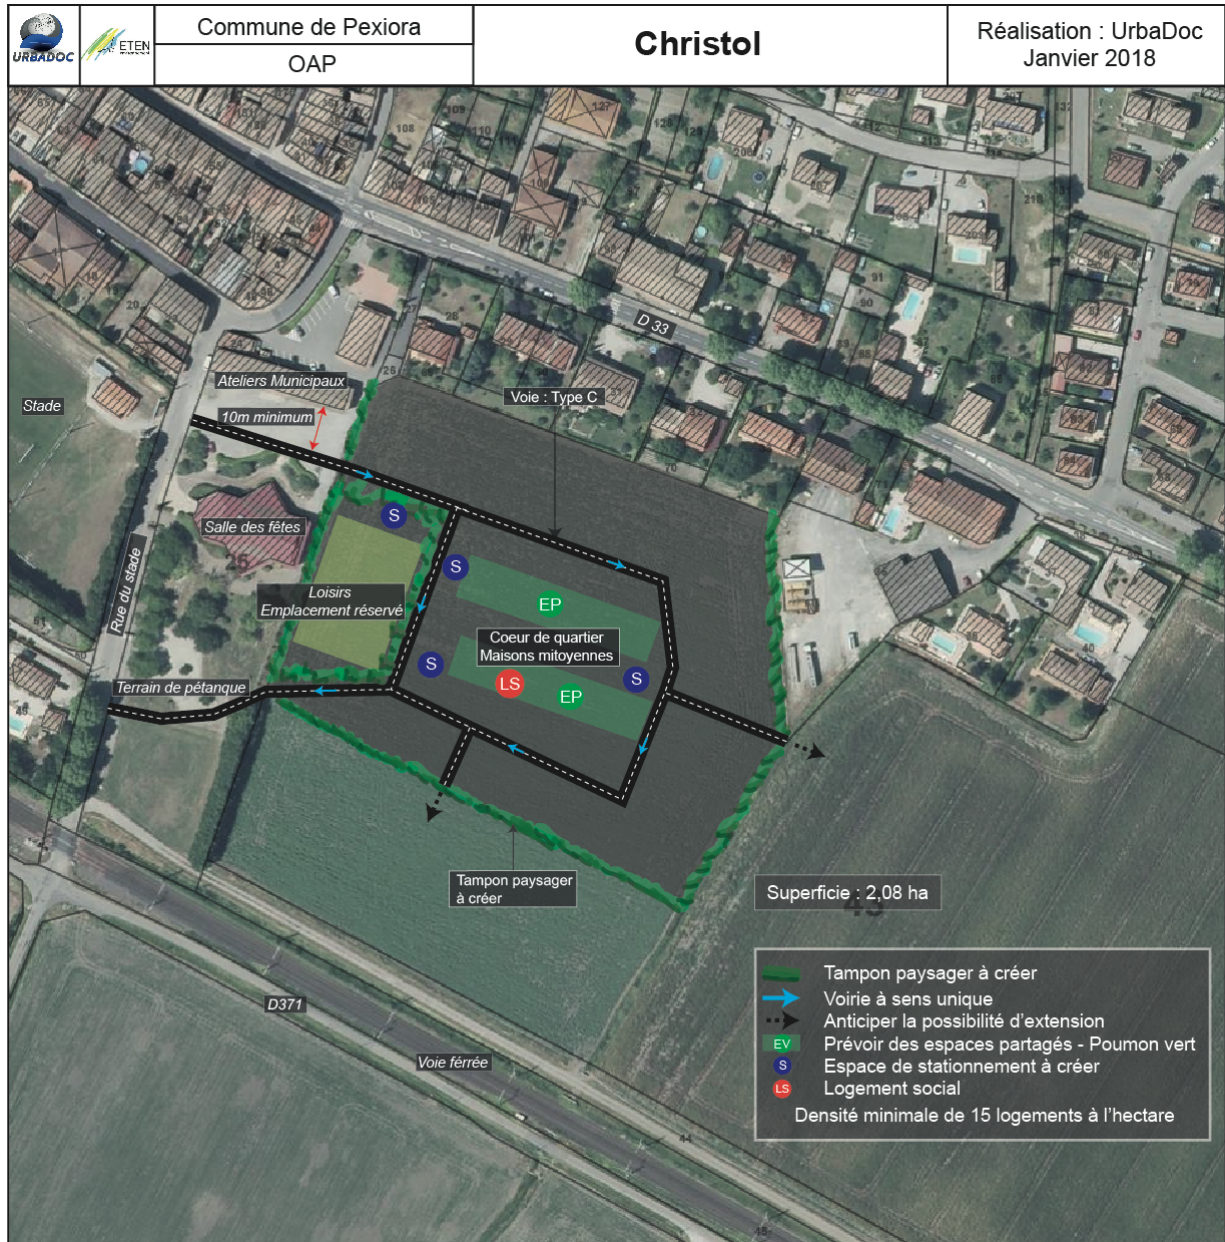 URBADOC
ETEN
environnement
Commune de Pexiora
OAP
Christol
Réalisation : UrbaDoc
Janvier 2018
Stade
Ateliers Municipaux
10m minimum
D 33
Voie : Type C
Salle des fêtes
Rue du stade
S
Loisirs
Emplacement réservé
S
EP
Coeur de quartier
Maisons mitoyennes
S
LS
EP
S
Terrain de pétanque
Tampon paysager
à créer
Superficie : 2,08 ha
D371
Voie férrée
Tampon paysager à créer
Voirie à sens unique
Anticiper la possibilité d'extension
EV Prévoir des espaces partagés - Poumon vert
S Espace de stationnement à créer
LS Logement social
Densité minimale de 15 logements à l'hectare